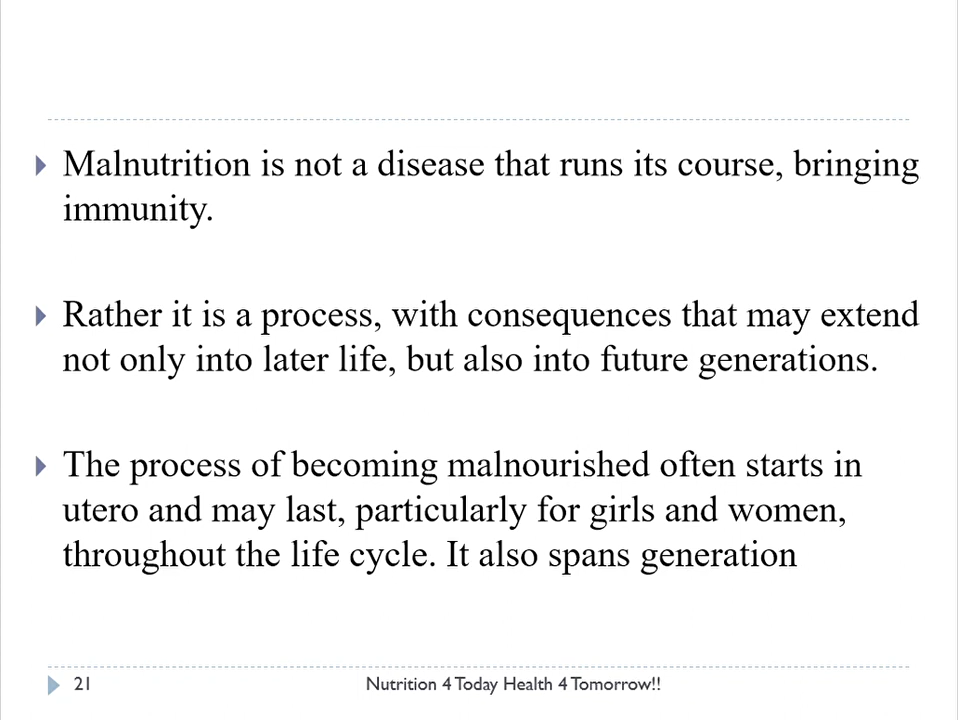 Malnutrition is not a disease that runs its course, bringing
immunity.
Rather it is a process, with consequences that may extend
not only into later life, but also into future generations.
The process of becoming malnourished often starts in
utero and may last, particularly for girls and women,
throughout the life cycle. It also spans generation
21 Nutrition 4 Today Health 4 Tomorrow!!